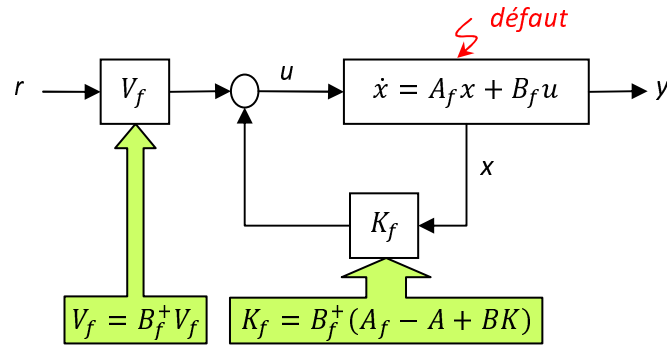 défaut
r
V_f
u
ẋ = A_f x + B_f u
y
x
K_f
V_f = B_f^+ V_f
K_f = B_f^+ (A_f − A + BK)